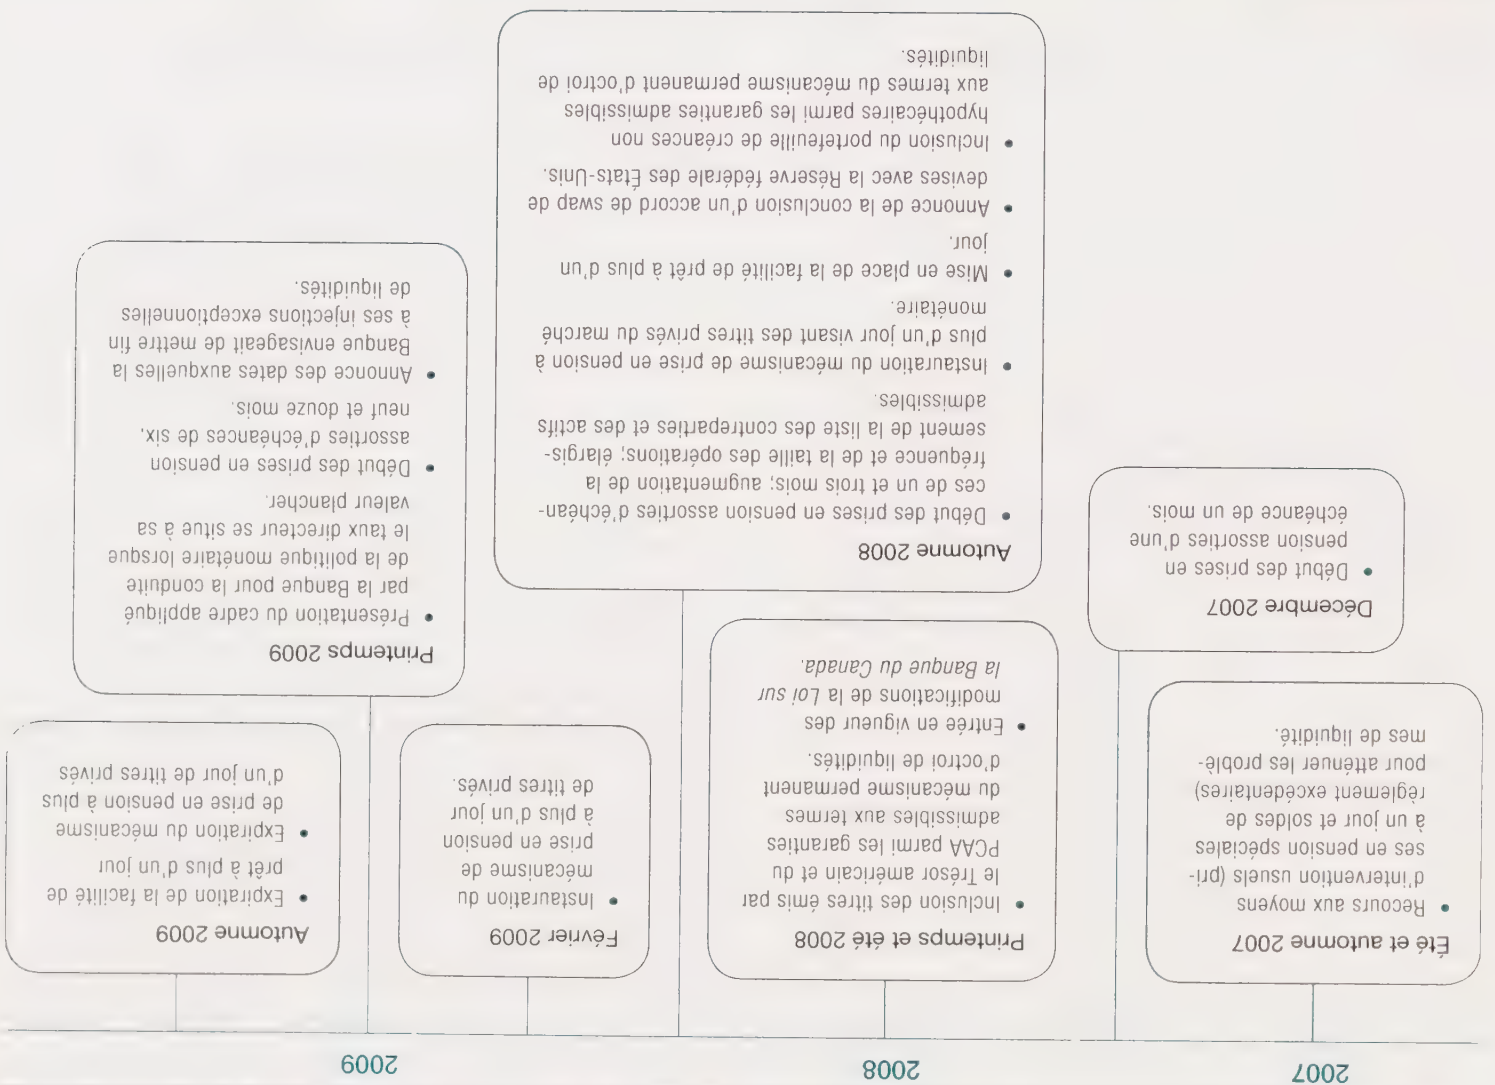 2007
2008
2009
Été et automne 2007
• Recours aux moyens
d'intervention usuels (pri-
ses en pension spéciales
à un jour et soldes de
règlement excédentaires)
pour atténuer les problè-
mes de liquidité.
Décembre 2007
• Début des prises en
pension assorties d'une
échéance de un mois.
Printemps et été 2008
• Inclusion des titres émis par
le Trésor américain et du
PCAA parmi les garanties
admissibles aux termes
du mécanisme permanent
d'octroi de liquidités.
• Entrée en vigueur des
modifications de la Loi sur
la Banque du Canada.
Automne 2008
• Début des prises en pension assorties d'échéan-
ces de un et trois mois; augmentation de la
fréquence et de la taille des opérations; élargis-
sement de la liste des contreparties et des actifs
admissibles.
• Instauration du mécanisme de prise en pension à
plus d'un jour visant des titres privés du marché
monétaire.
• Mise en place de la facilité de prêt à plus d'un
jour.
• Annonce de la conclusion d'un accord de swap de
devises avec la Réserve fédérale des États-Unis.
• Inclusion du portefeuille de créances non
hypothécaires parmi les garanties admissibles
aux termes du mécanisme permanent d'octroi de
liquidités.
Février 2009
• Instauration du
mécanisme de
prise en pension
à plus d'un jour
de titres privés.
Printemps 2009
• Présentation du cadre appliqué
par la Banque pour la conduite
de la politique monétaire lorsque
le taux directeur se situe à sa
valeur plancher.
• Début des prises en pension
assorties d'échéances de six,
neuf et douze mois.
• Annonce des dates auxquelles la
Banque envisageait de mettre fin
à ses injections exceptionnelles
de liquidités.
Automne 2009
• Expiration de la facilité de
prêt à plus d'un jour
• Expiration du mécanisme
de prise en pension à plus
d'un jour de titres privés